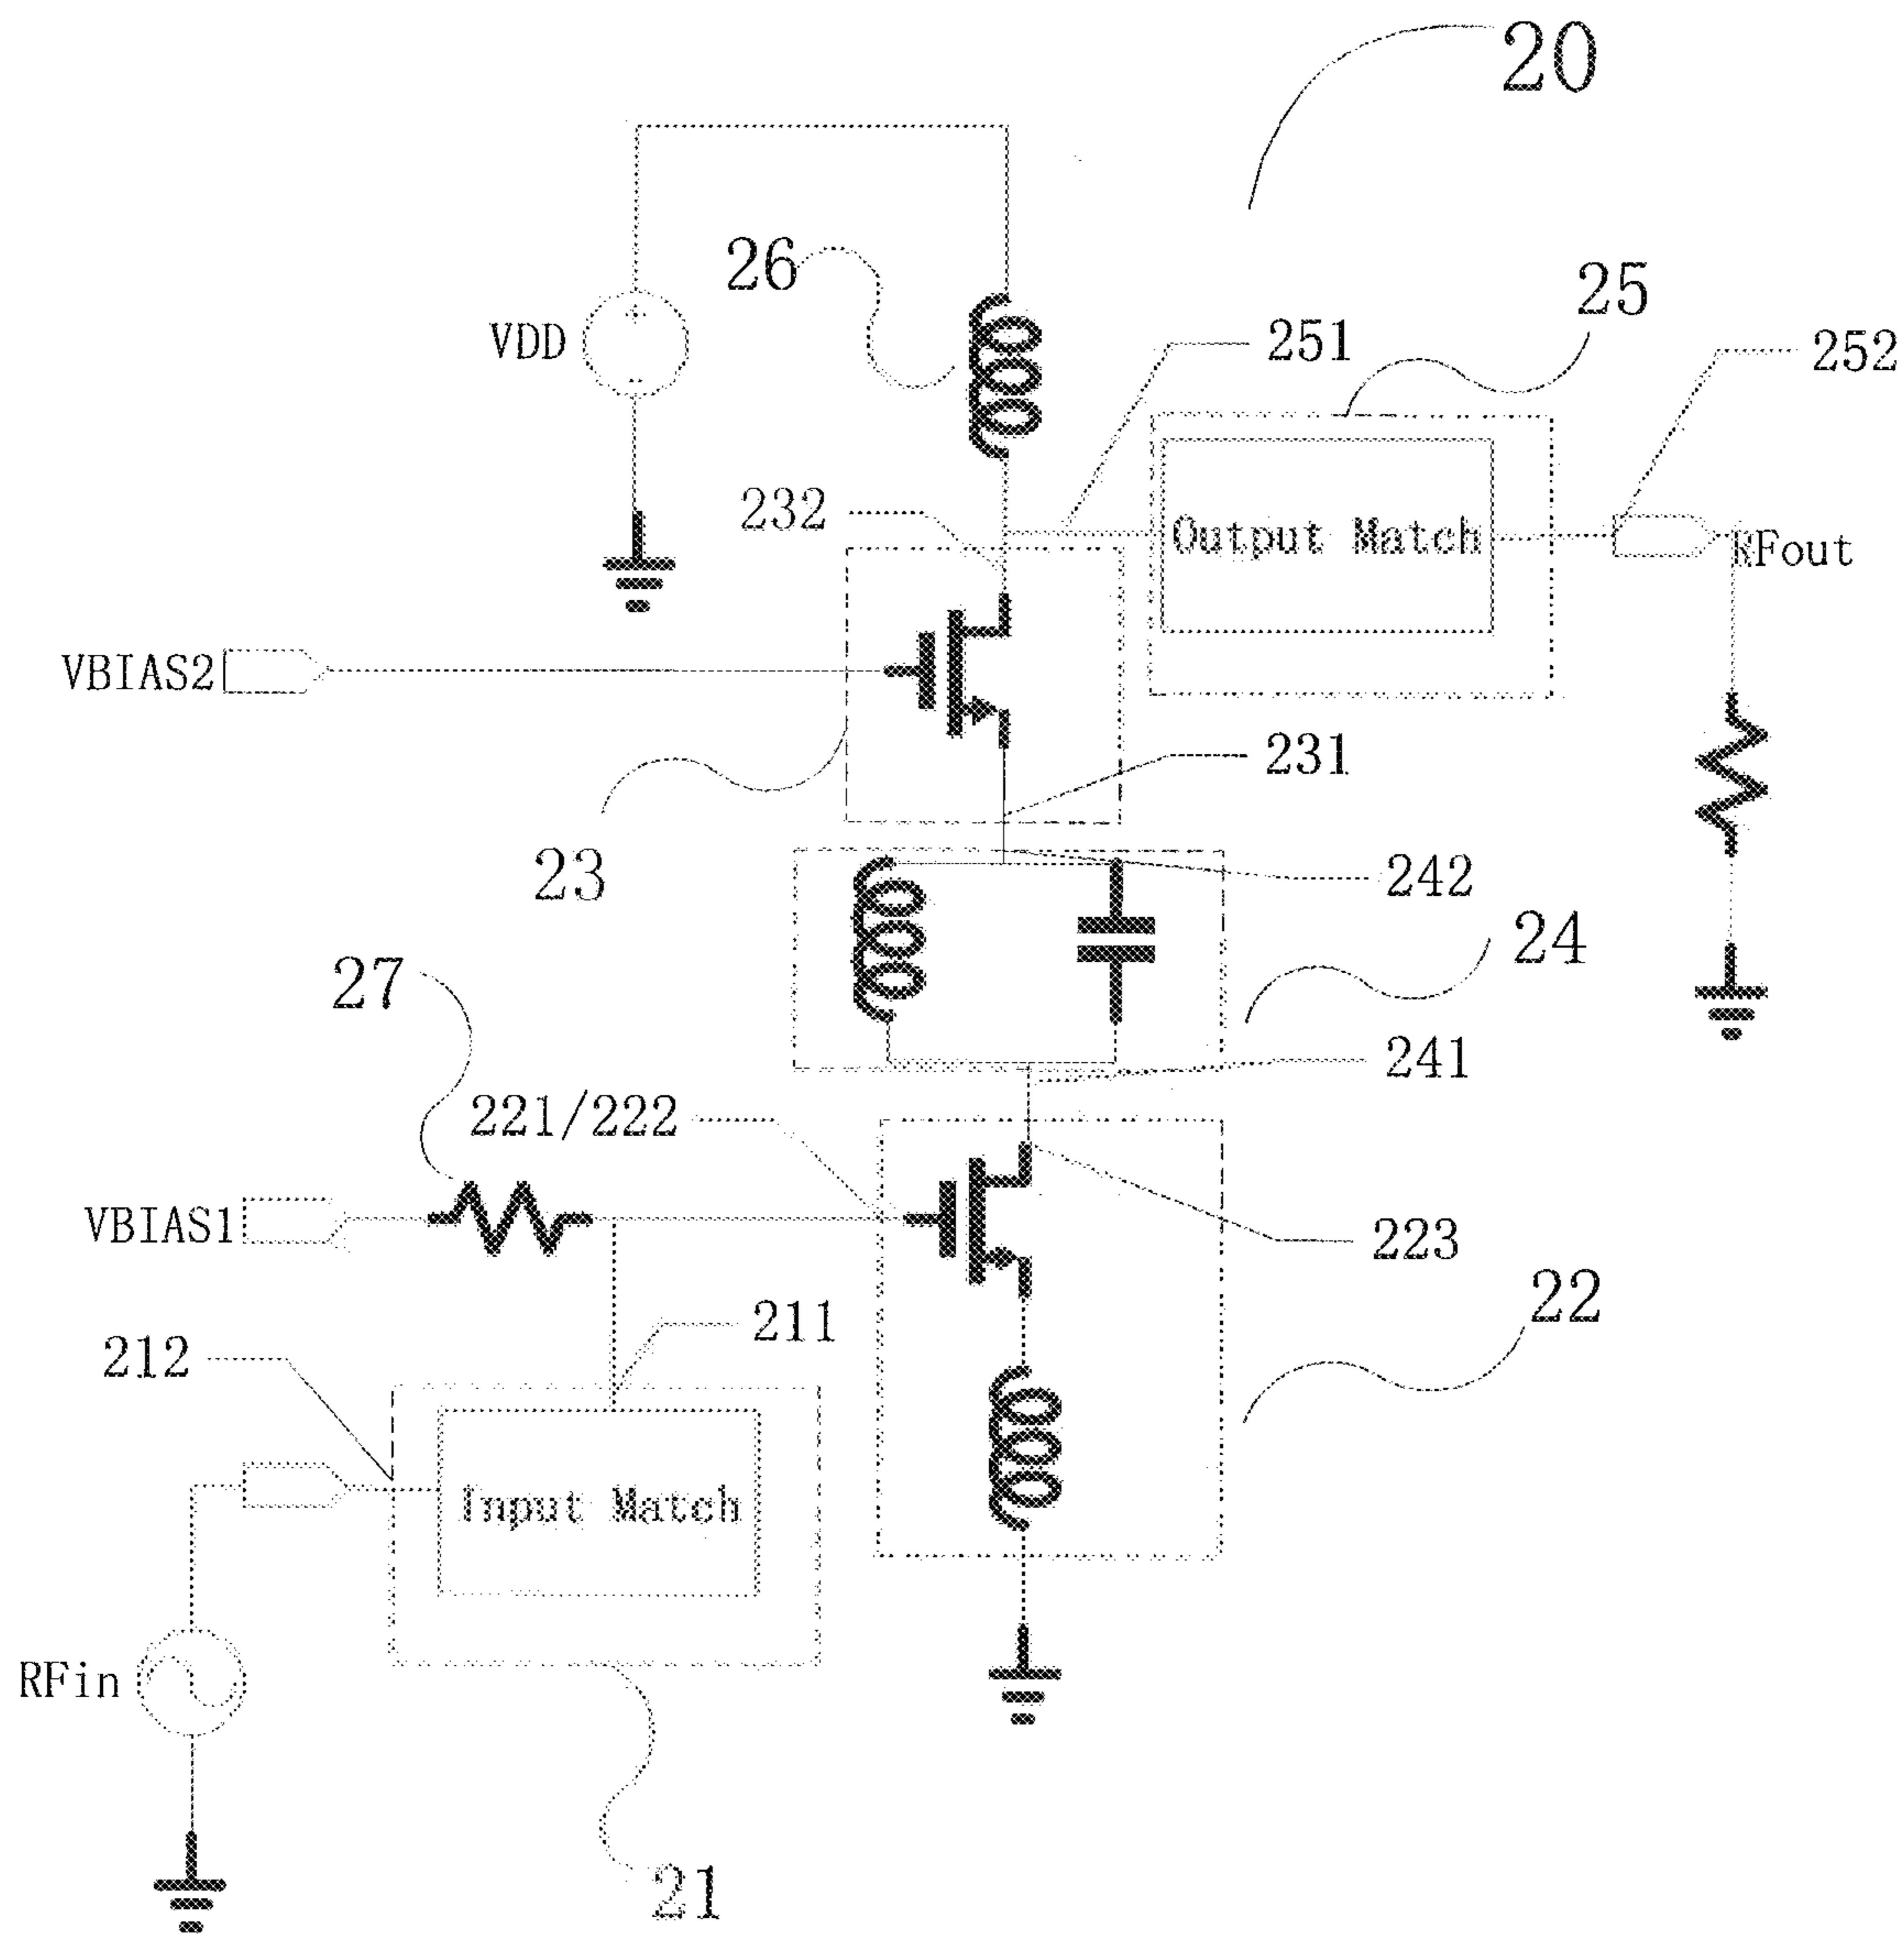 20
26
25
VDD
251
252
232
Output Match
RFout
VBIAS2
231
23
242
24
27
241
221/222
VBIAS1
223
22
211
212
Input Match
RFin
21